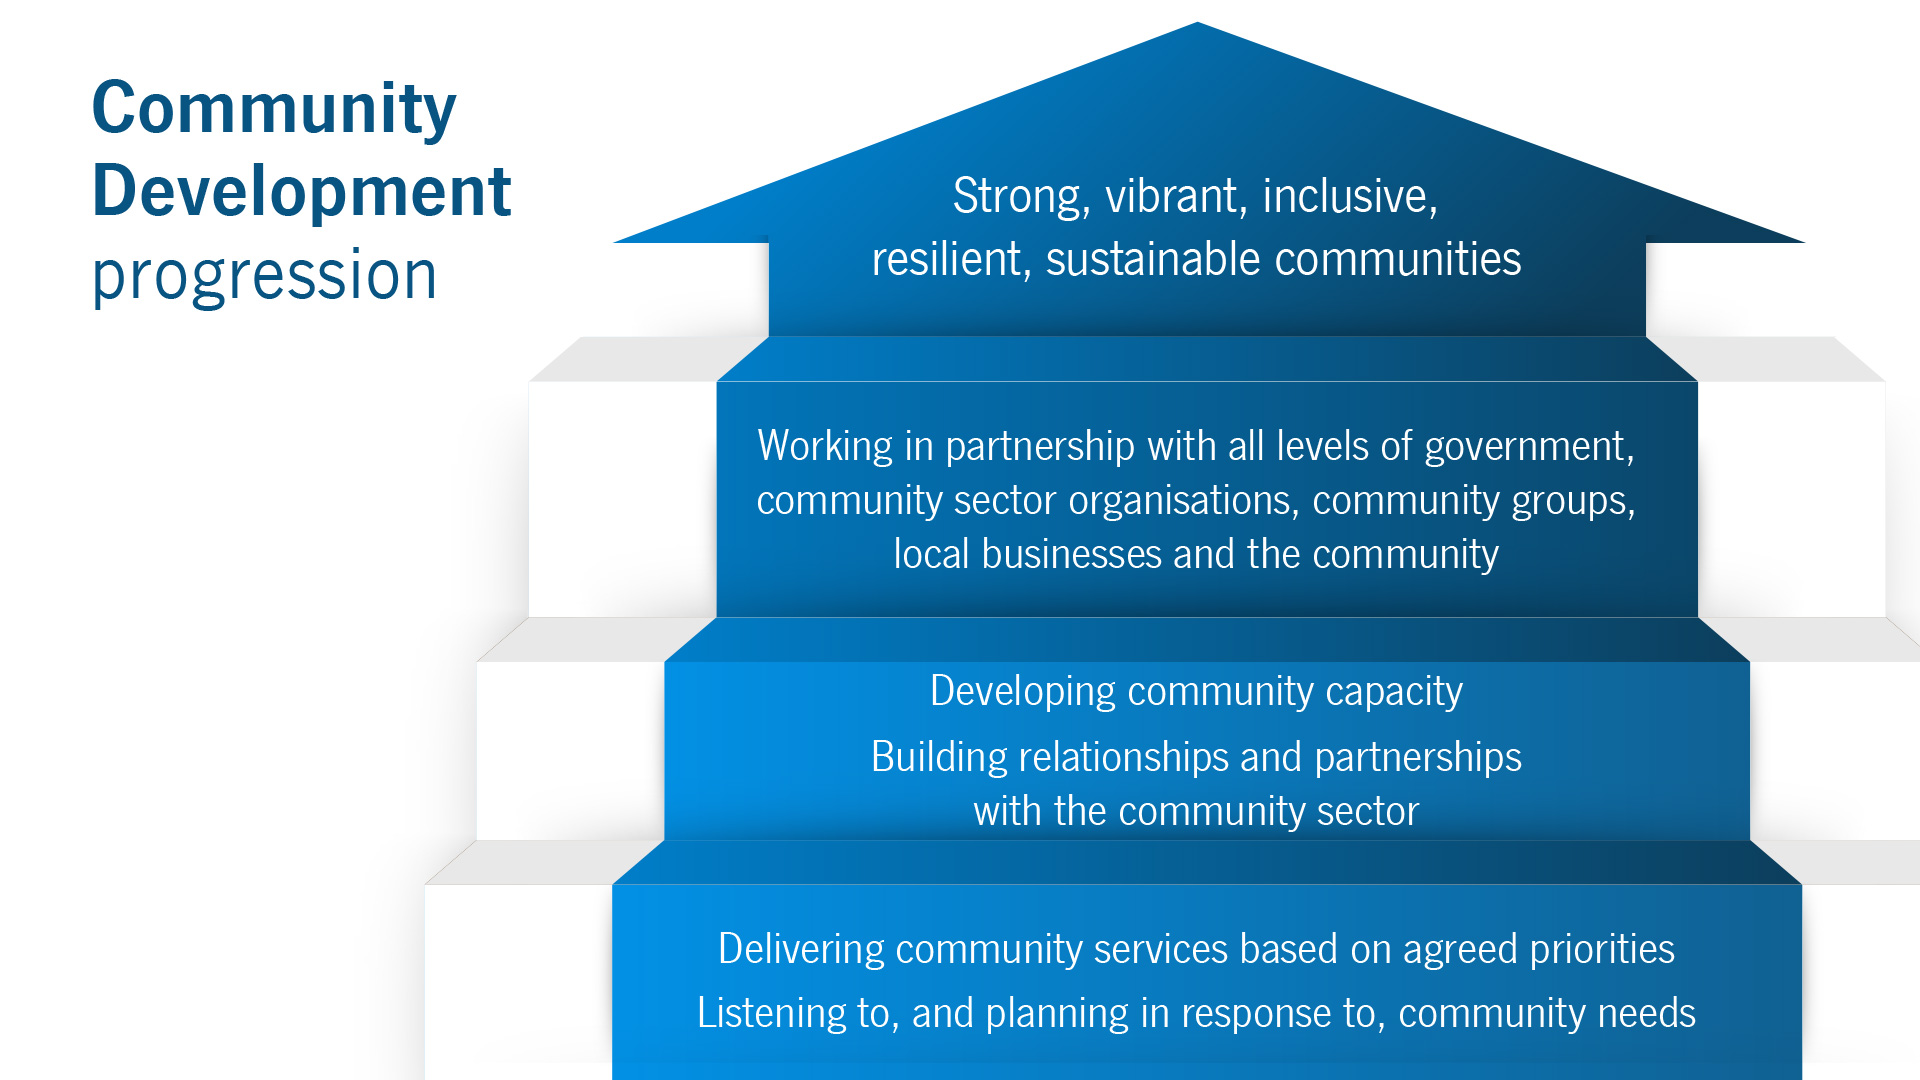 Community
Development
progression
Strong, vibrant, inclusive,
resilient, sustainable communities
Working in partnership with all levels of government,
community sector organisations, community groups,
local businesses and the community
Developing community capacity
Building relationships and partnerships
with the community sector
Delivering community services based on agreed priorities
Listening to, and planning in response to, community needs